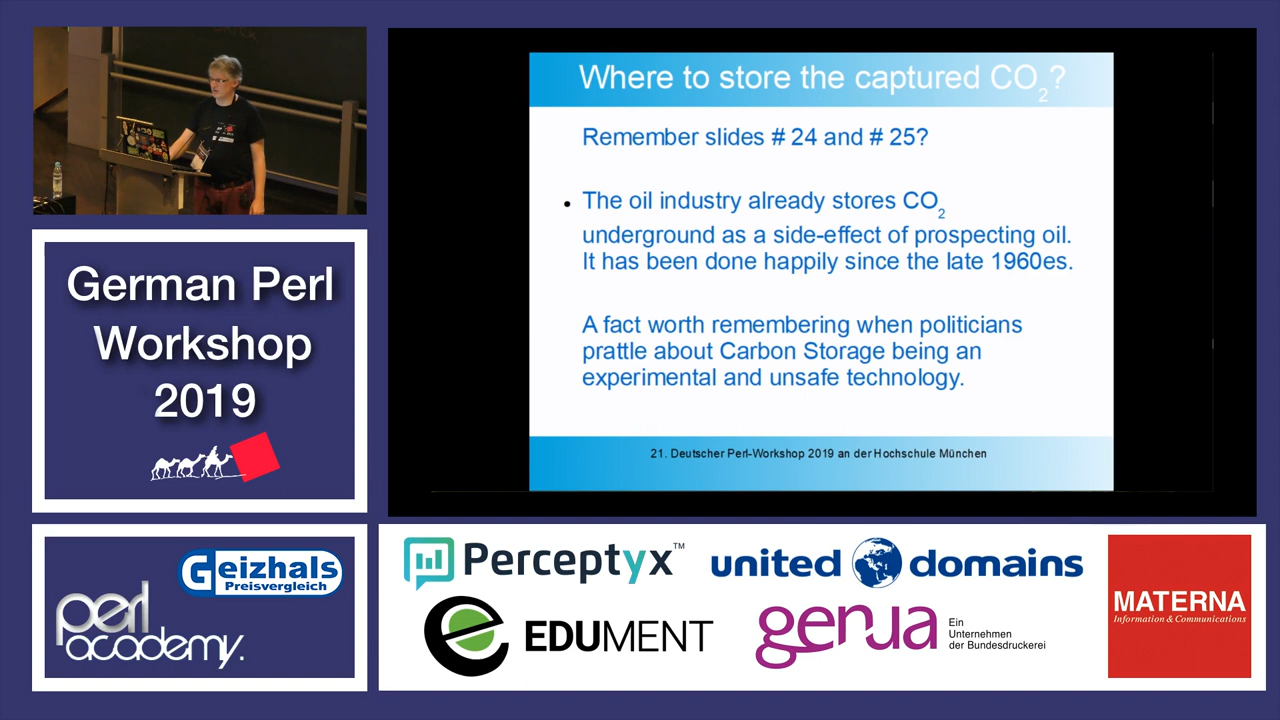 Where to store the captured CO2?
Remember slides # 24 and # 25?
• The oil industry already stores CO2
underground as a side-effect of prospecting oil.
It has been done happily since the late 1960es.
A fact worth remembering when politicians
prattle about Carbon Storage being an
experimental and unsafe technology.
21. Deutscher Perl-Workshop 2019 an der Hochschule München
German Perl
Workshop
2019
Geizhals
Preisvergleich
perl
academy.
Perceptyx™
united domains
EDUMENT
genua
Ein
Unternehmen
der Bundesdruckerei
MATERNA
Information & Communications